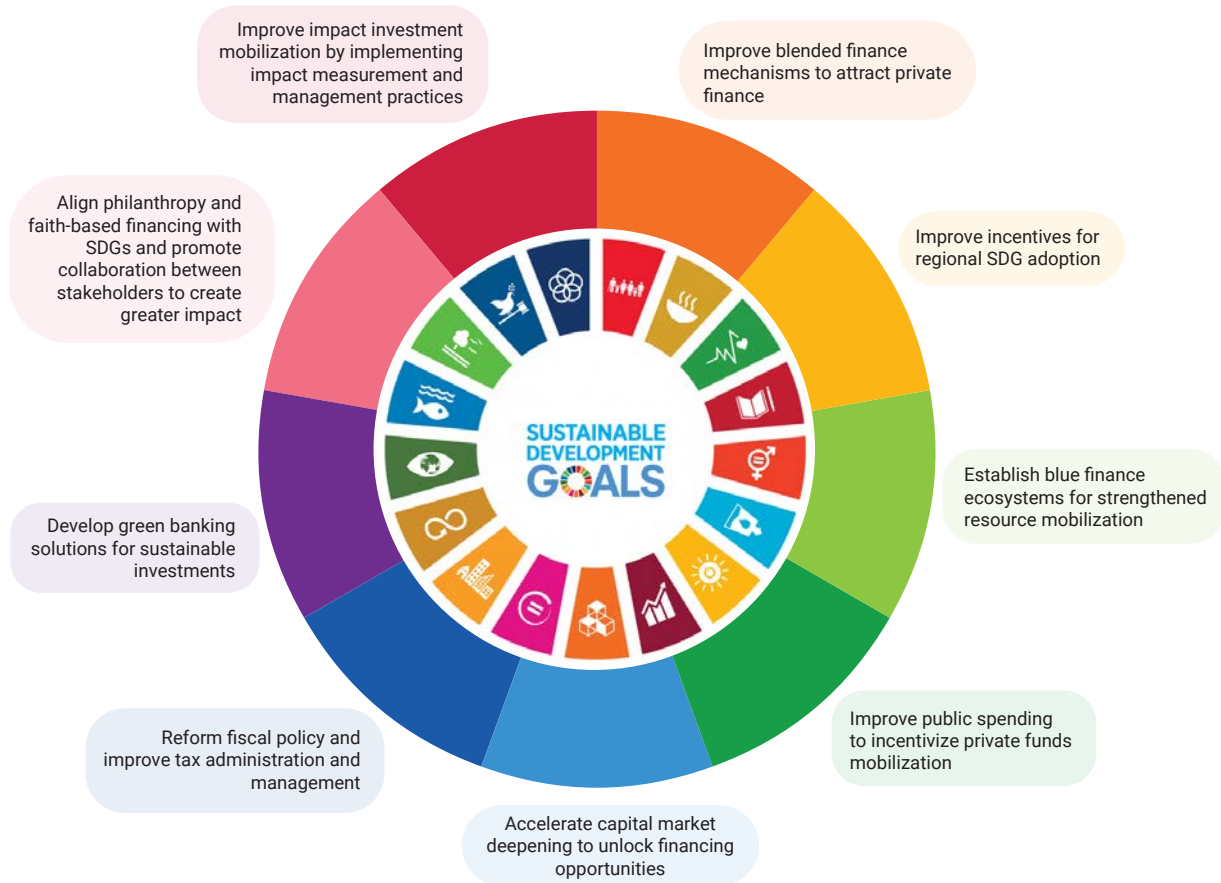 Improve impact investment
mobilization by implementing
impact measurement and
management practices
Improve blended finance
mechanisms to attract private
finance
Align philanthropy and
faith-based financing with
SDGs and promote
collaboration between
stakeholders to create
greater impact
Improve incentives for
regional SDG adoption
SUSTAINABLE
DEVELOPMENT
GOALS
Establish blue finance
ecosystems for strengthened
resource mobilization
Develop green banking
solutions for sustainable
investments
Improve public spending
to incentivize private funds
mobilization
Reform fiscal policy and
improve tax administration and
management
Accelerate capital market
deepening to unlock financing
opportunities